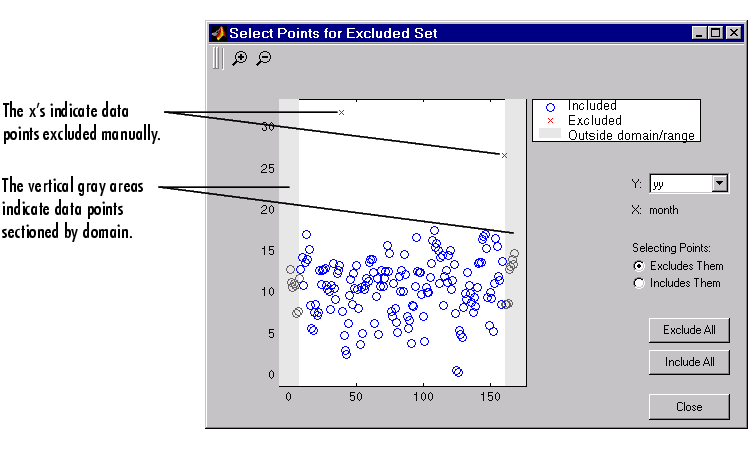 Select Points for Excluded Set
The x's indicate data
points excluded manually.
The vertical gray areas
indicate data points
sectioned by domain.
30
25
20
15
10
5
0
0
50
100
150
Included
Excluded
Outside domain/range
Y: yy
X: month
Selecting Points:
Excludes Them
Includes Them
Exclude All
Include All
Close